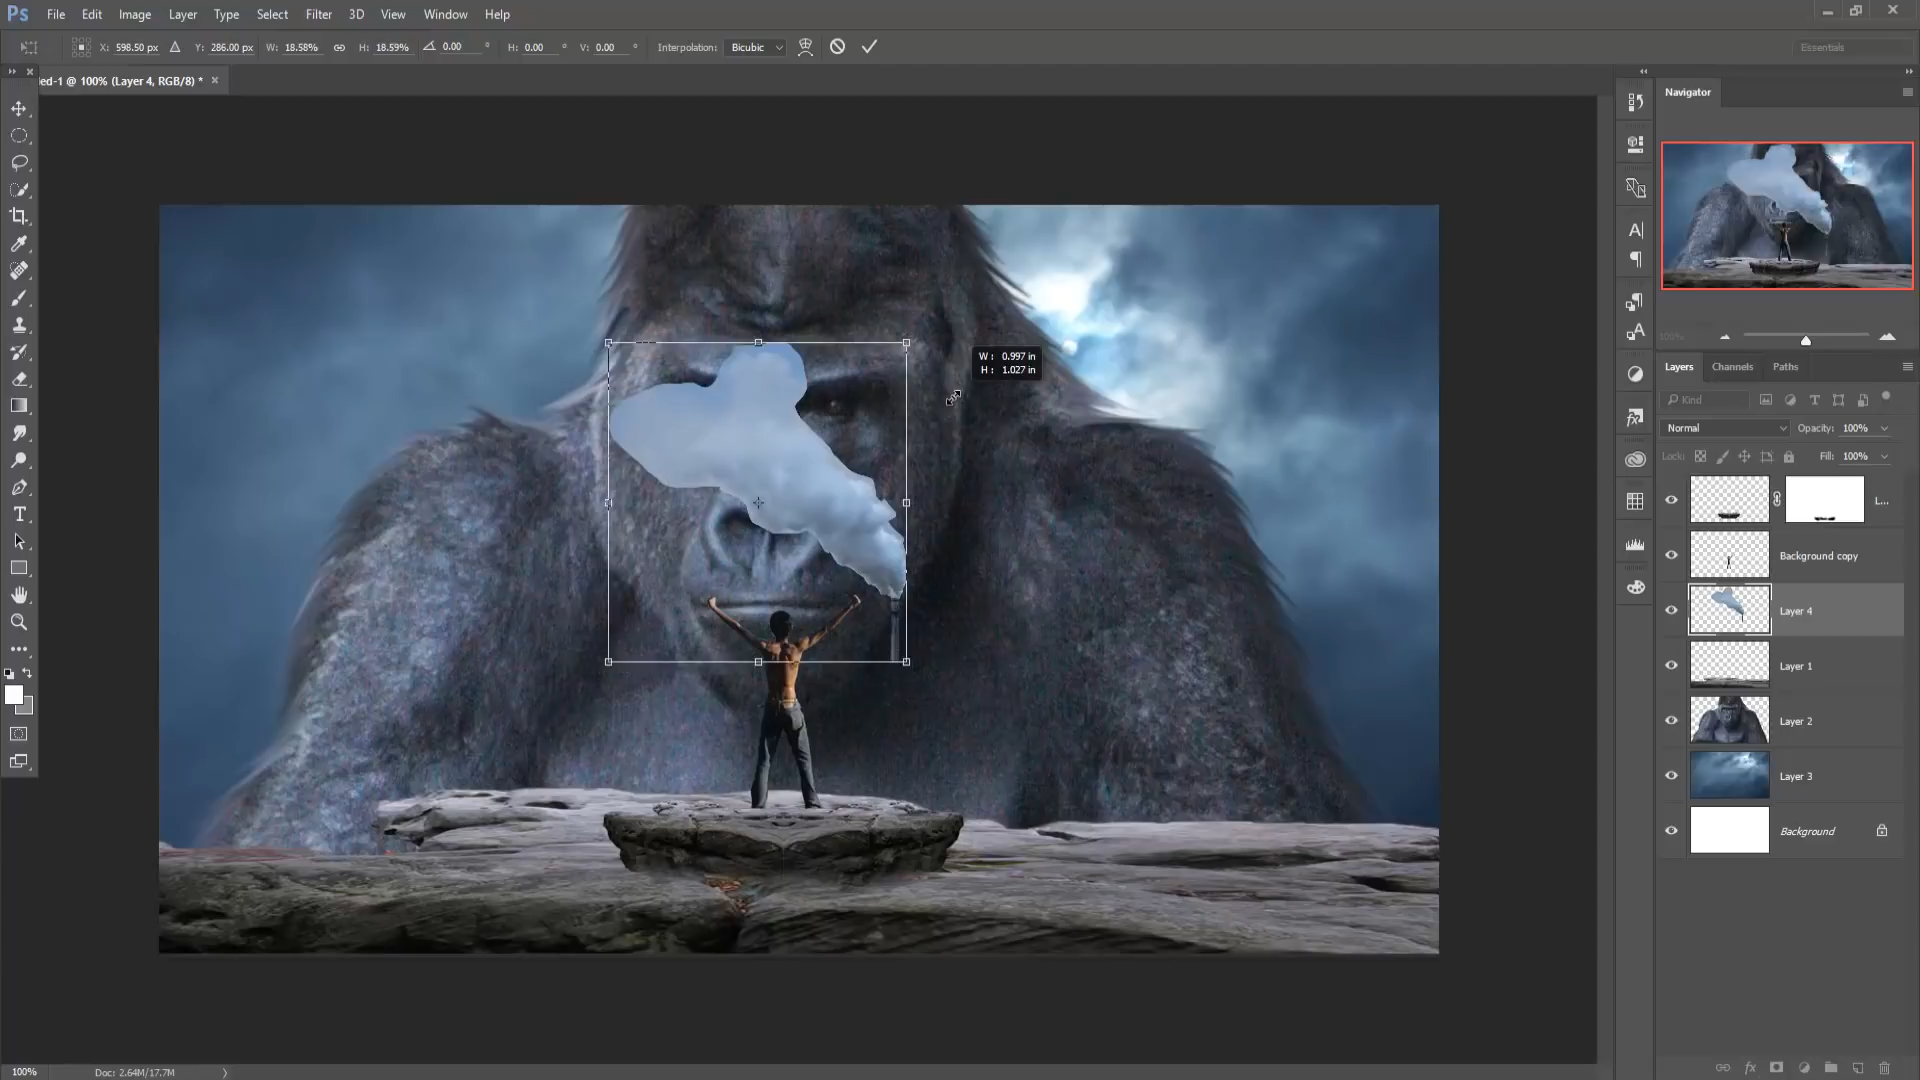 Ps File Edit Image Layer Type Select Filter 3D View Window Help
X: 598.50 px Y: 286.00 px W: 18.58% H: 18.59% 0.00 ° H: 0.00 ° V: 0.00 ° Interpolation: Bicubic Essentials
ed-1 @ 100% (Layer 4, RGB/8) *
Navigator
W : 0.997 in
H : 1.027 in
100%
Layers Channels Paths
Kind
Normal Opacity: 100%
Lock: Fill: 100%
L...
Background copy
Layer 4
Layer 1
Layer 2
Layer 3
Background
100% Doc: 2.64M/17.7M